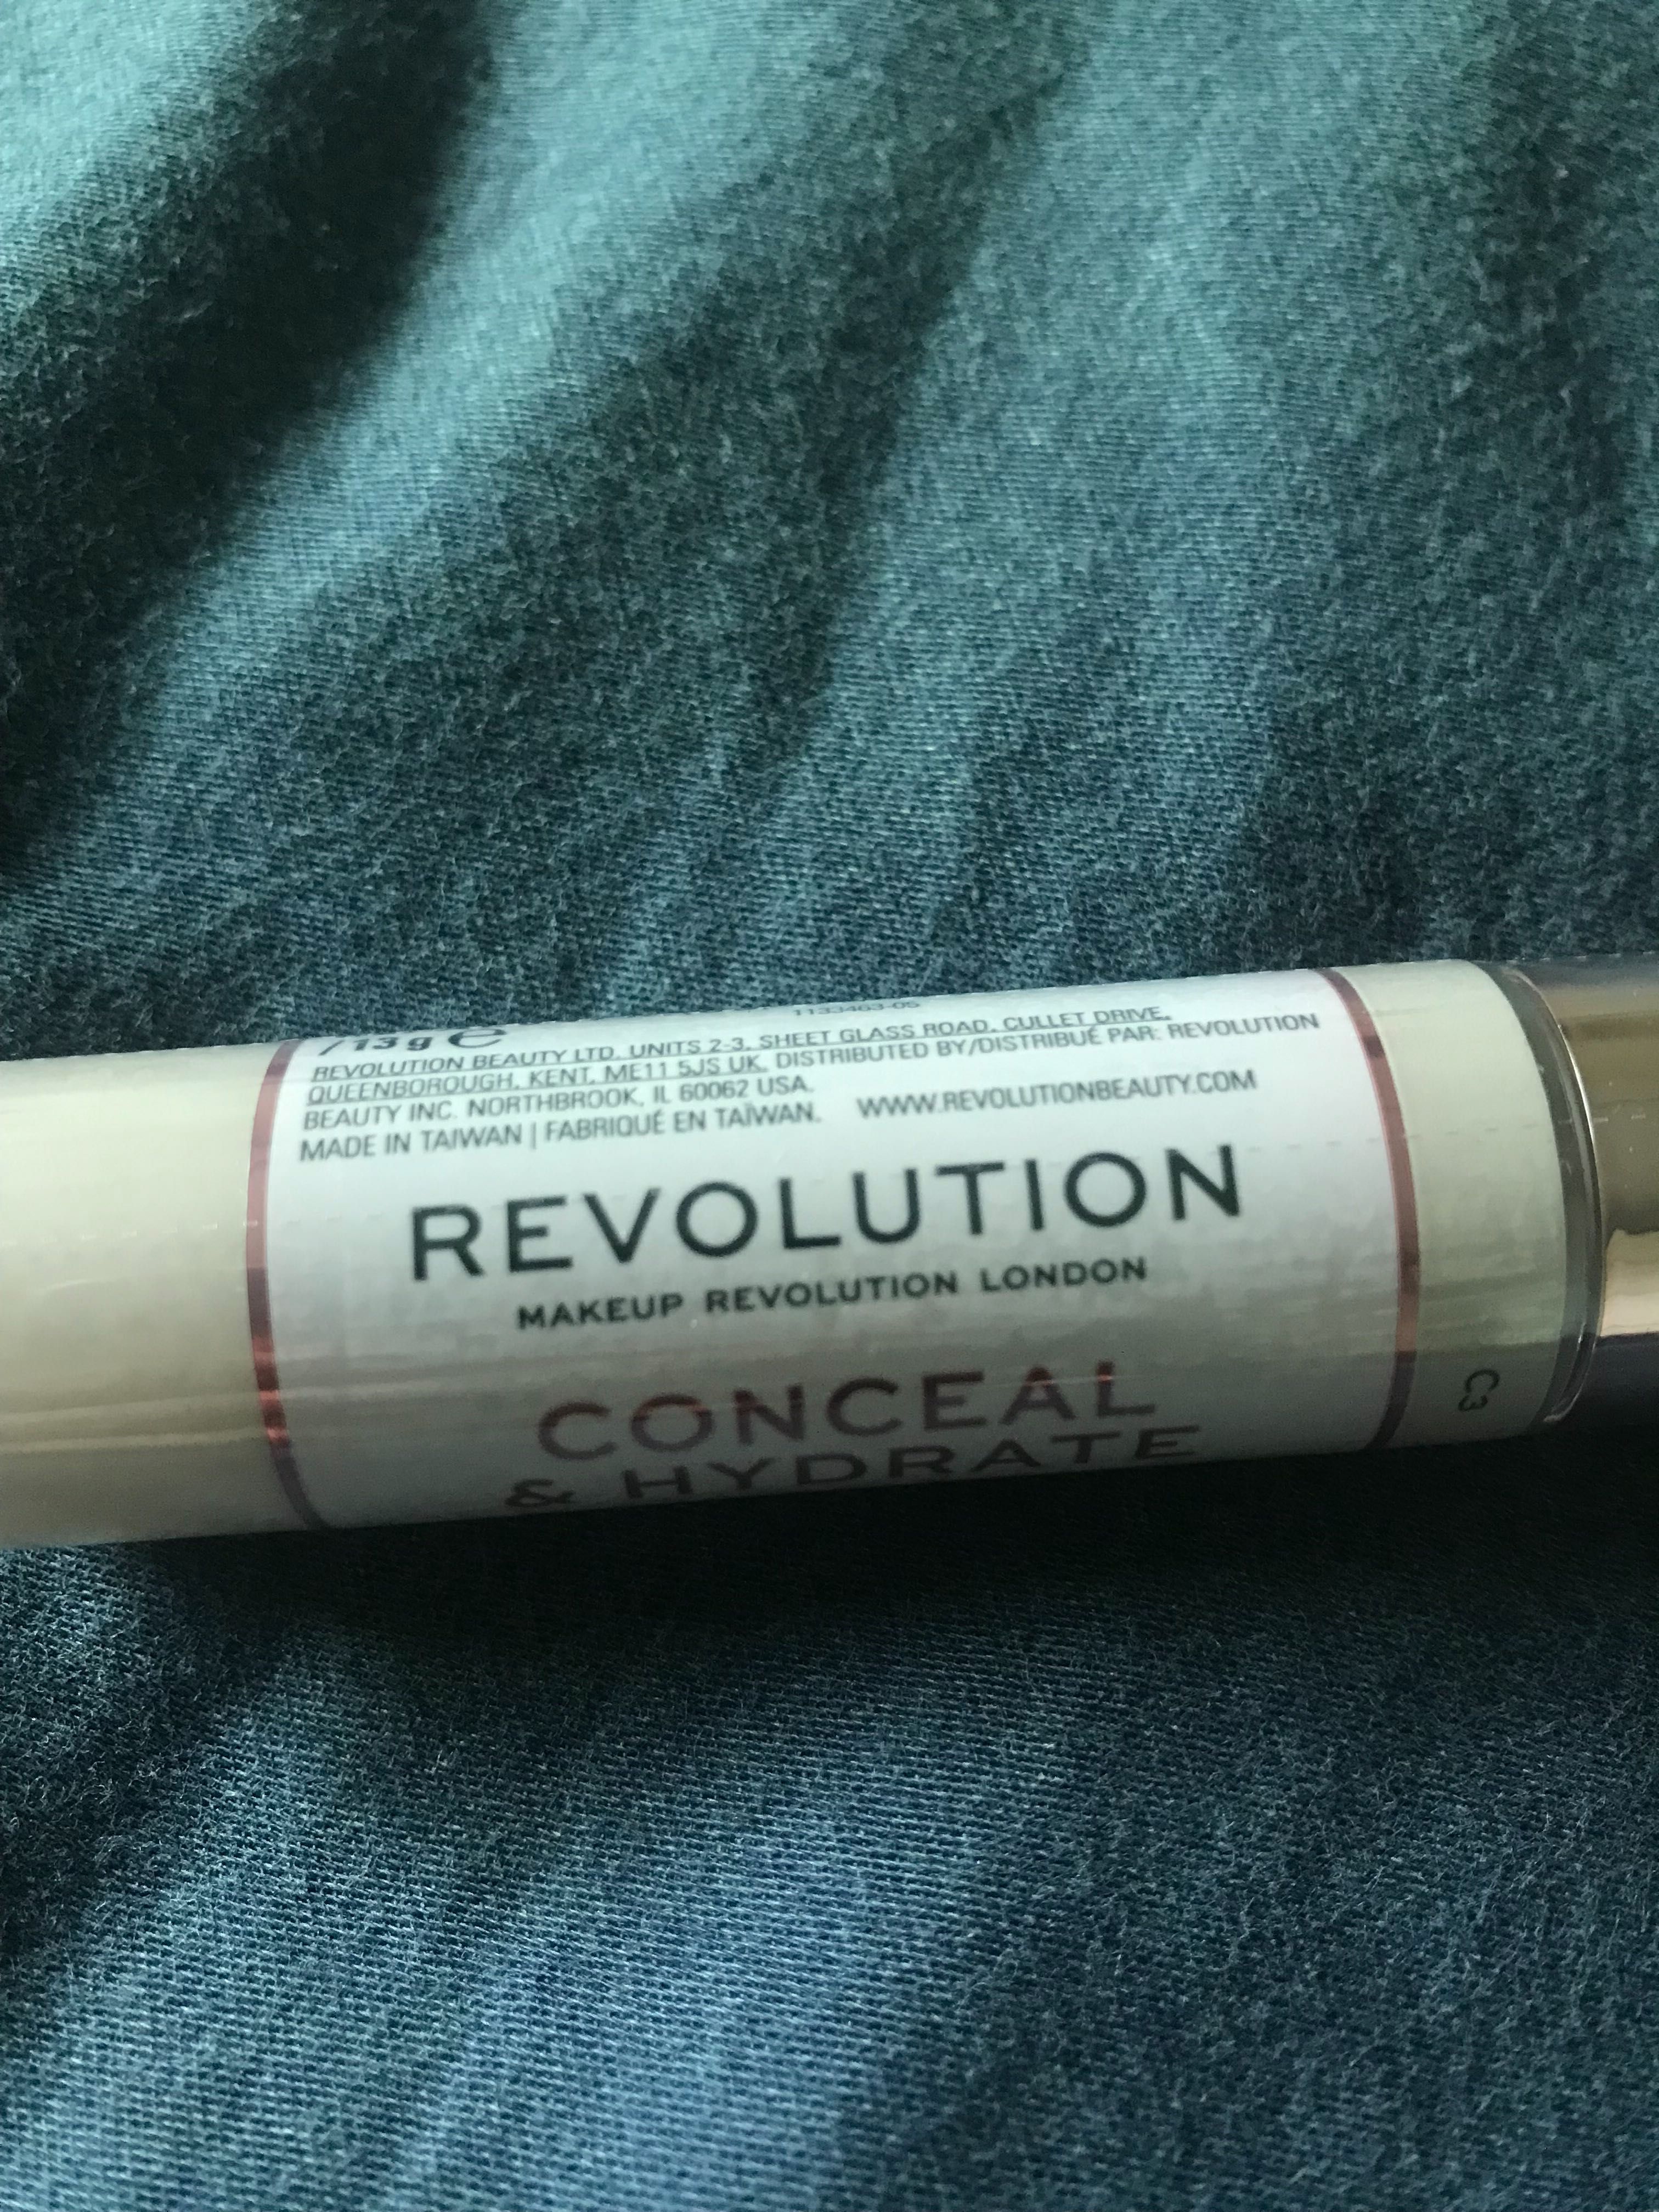 /13 g e
REVOLUTION BEAUTY LTD. UNITS 2-3, SHEET GLASS ROAD, CULLET DRIVE,
QUEENBOROUGH, KENT, ME11 5JS UK. DISTRIBUTED BY/DISTRIBUÉ PAR: REVOLUTION
BEAUTY INC. NORTHBROOK, IL 60062 USA.
MADE IN TAIWAN | FABRIQUÉ EN TAÏWAN. WWW.REVOLUTIONBEAUTY.COM
REVOLUTION
MAKEUP REVOLUTION LONDON
CONCEAL
& HYDRATE
C3